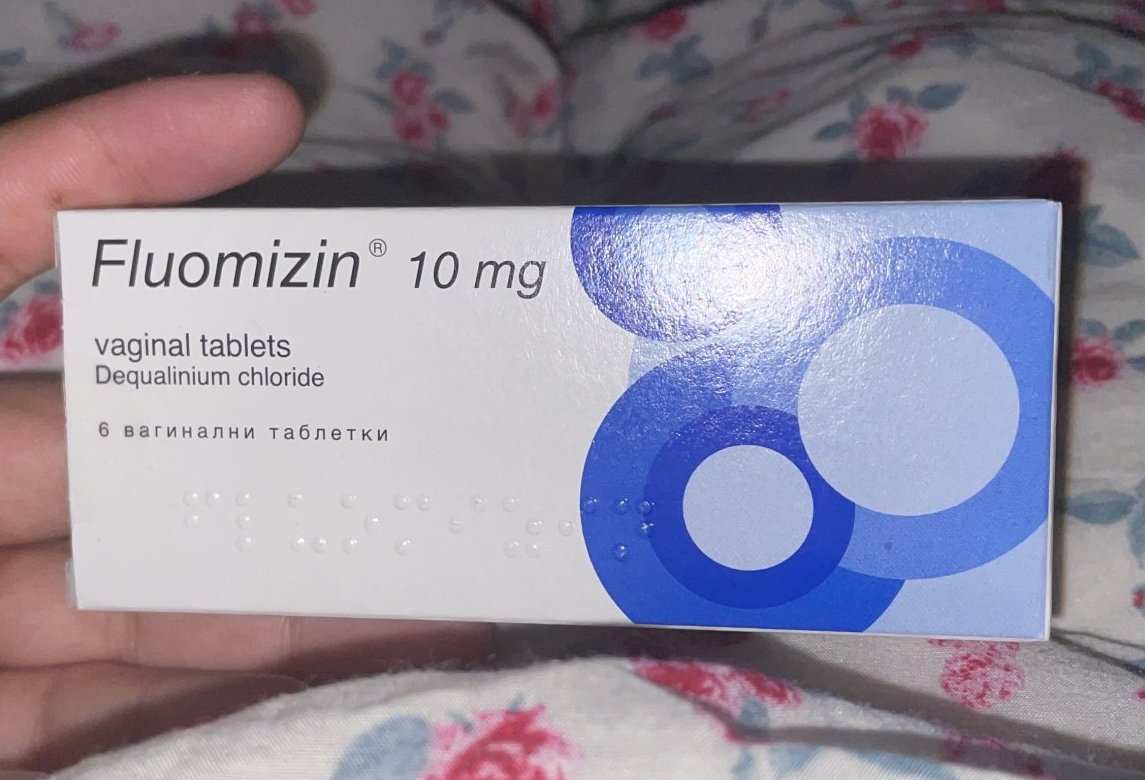 Fluomizin® 10 mg
vaginal tablets
Dequalinium chloride
6 вагинални таблетки